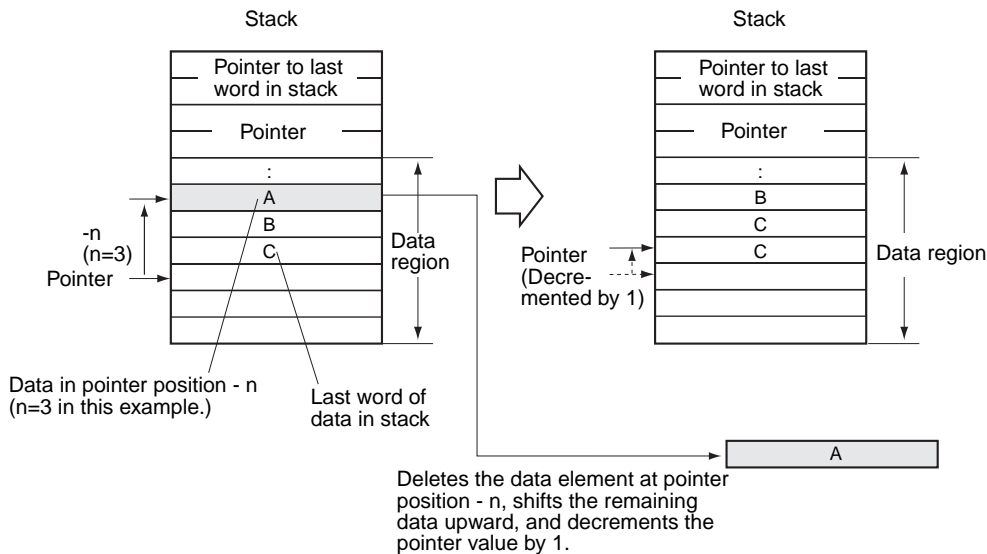 Stack
Pointer to last
word in stack
Pointer
:
A
B
C
-n
(n=3)
Pointer
Data
region
Data in pointer position - n
(n=3 in this example.)
Last word of
data in stack
Stack
Pointer to last
word in stack
Pointer
:
B
C
C
Pointer
(Decre-
mented by 1)
Data region
A
Deletes the data element at pointer
position - n, shifts the remaining
data upward, and decrements the
pointer value by 1.